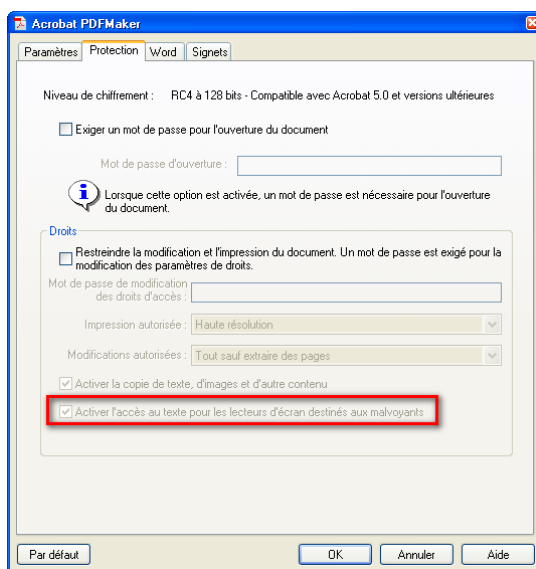 Acrobat PDFMaker
Paramètres Protection Word Signets
Niveau de chiffrement : RC4 à 128 bits - Compatible avec Acrobat 5.0 et versions ultérieures
Exiger un mot de passe pour l'ouverture du document
Mot de passe d'ouverture :
Lorsque cette option est activée, un mot de passe est nécessaire pour l'ouverture
du document.
Droits
Restreindre la modification et l'impression du document. Un mot de passe est exigé pour la
modification des paramètres de droits.
Mot de passe de modification
des droits d'accès :
Impression autorisée : Haute résolution
Modifications autorisées : Tout sauf extraire des pages
Activer la copie de texte, d'images et d'autre contenu
Activer l'accès au texte pour les lecteurs d'écran destinés aux malvoyants
Par défaut OK Annuler Aide